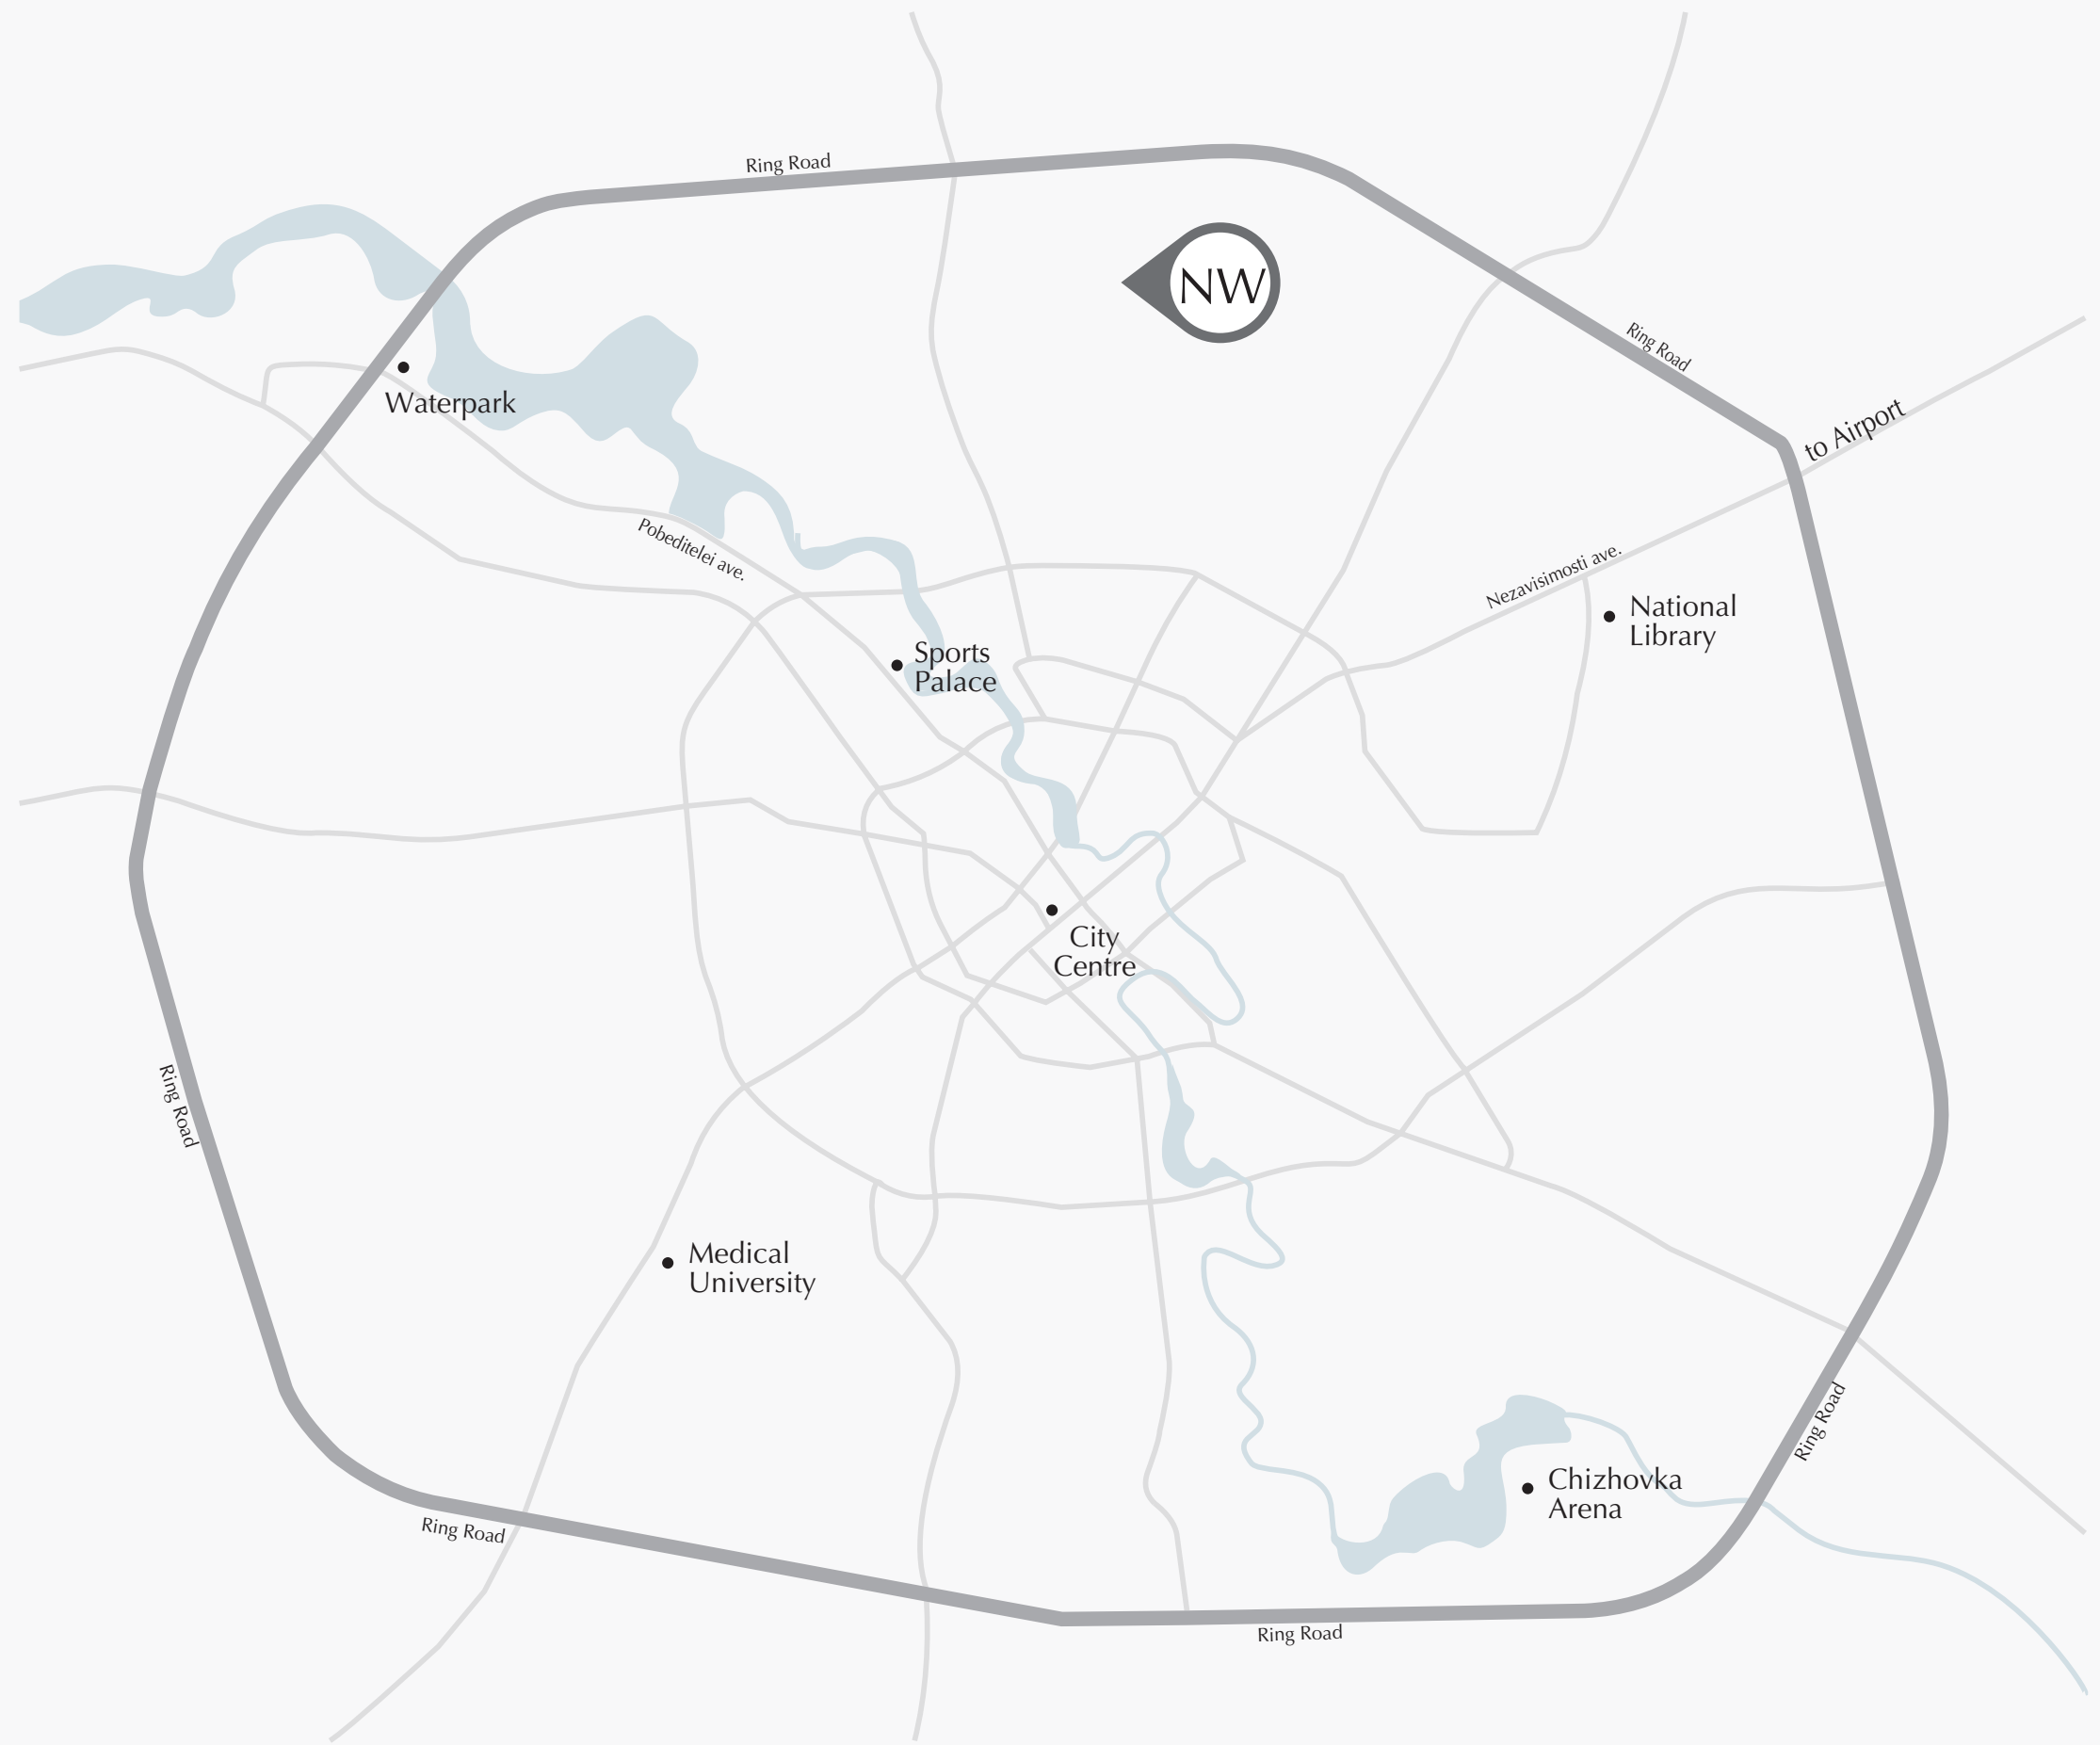 Ring Road
NW
Ring Road
Waterpark
to Airport
Pobeditelei ave.
Nezavisimosti ave.
National
Library
Sports
Palace
City
Centre
Ring Road
Medical
University
Ring Road
Chizhovka
Arena
Ring Road
Ring Road